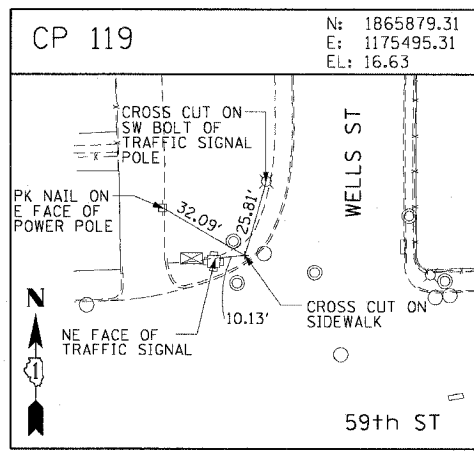 CP 119
N: 1865879.31
E: 1175495.31
EL: 16.63
CROSS CUT ON
SW BOLT OF
TRAFFIC SIGNAL
POLE
WELLS ST
PK NAIL ON
E FACE OF
POWER POLE
32.09'
25.81'
10.13'
CROSS CUT ON
SIDEWALK
NE FACE OF
TRAFFIC SIGNAL
N
1
59th ST